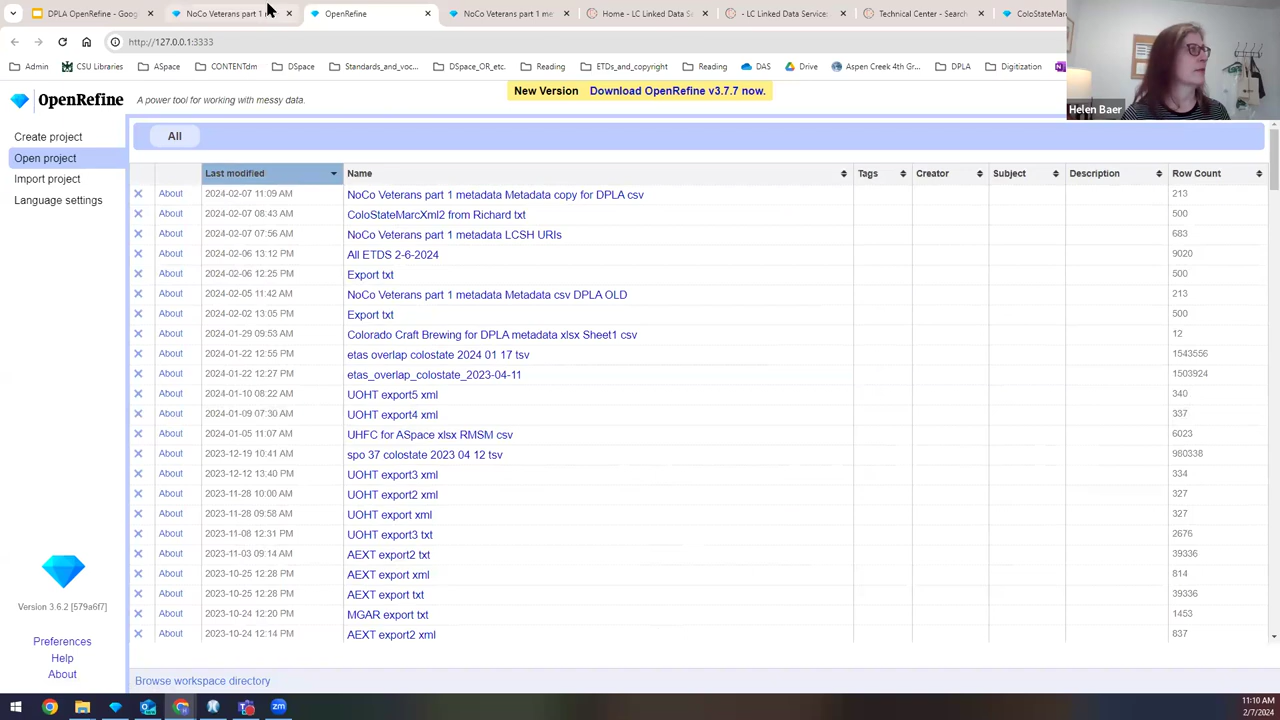 DPLA OpenRefine - Goog
NoCo Veterans part 1
OpenRefine
NoCo Veterans part 1 me
Home - LC Linked Data Se
- LC Linked Data Service
Technical Center - Search
ColoStateMar
http://127.0.0.1:3333
Admin
CSU Libraries
ASpace
CONTENTdm
DSpace
Standards_and_voc...
DSpace_OR_etc.
Reading
ETDs_and_copyright
Reading
DAS
Drive
Aspen Creek 4th Gr...
DPLA
Digitization
Helen Baer
OpenRefine
A power tool for working with messy data.
New Version Download OpenRefine v3.7.7 now.
Create project
Open project
Import project
Language settings
All
Last modified Name Tags Creator Subject Description Row Count
About 2024-02-07 11:09 AM NoCo Veterans part 1 metadata Metadata copy for DPLA csv 213
About 2024-02-07 08:43 AM ColoStateMarcXml2 from Richard txt 500
About 2024-02-07 07:56 AM NoCo Veterans part 1 metadata LCSH URIs 683
About 2024-02-06 13:12 PM All ETDS 2-6-2024 9020
About 2024-02-06 12:25 PM Export txt 500
About 2024-02-05 11:42 AM NoCo Veterans part 1 metadata Metadata csv DPLA OLD 213
About 2024-02-02 13:05 PM Export txt 500
About 2024-01-29 09:53 AM Colorado Craft Brewing for DPLA metadata xlsx Sheet1 csv 12
About 2024-01-22 12:55 PM etas overlap colostate 2024 01 17 tsv 1543556
About 2024-01-22 12:27 PM etas_overlap_colostate_2023-04-11 1503924
About 2024-01-10 08:22 AM UOHT export5 xml 340
About 2024-01-09 07:30 AM UOHT export4 xml 337
About 2024-01-05 11:07 AM UHFC for ASpace xlsx RMSM csv 6023
About 2023-12-19 10:41 AM spo 37 colostate 2023 04 12 tsv 980338
About 2023-12-12 13:40 PM UOHT export3 xml 334
About 2023-11-28 10:00 AM UOHT export2 xml 327
About 2023-11-28 09:58 AM UOHT export xml 327
About 2023-11-08 12:31 PM UOHT export3 txt 2676
About 2023-11-03 09:14 AM AEXT export2 txt 39336
About 2023-10-25 12:28 PM AEXT export xml 814
About 2023-10-25 12:28 PM AEXT export txt 39336
About 2023-10-24 12:20 PM MGAR export txt 1453
About 2023-10-24 12:14 PM AEXT export2 xml 837
Version 3.6.2 [579a6f7]
Preferences
Help
About
Browse workspace directory
11:10 AM
2/7/2024